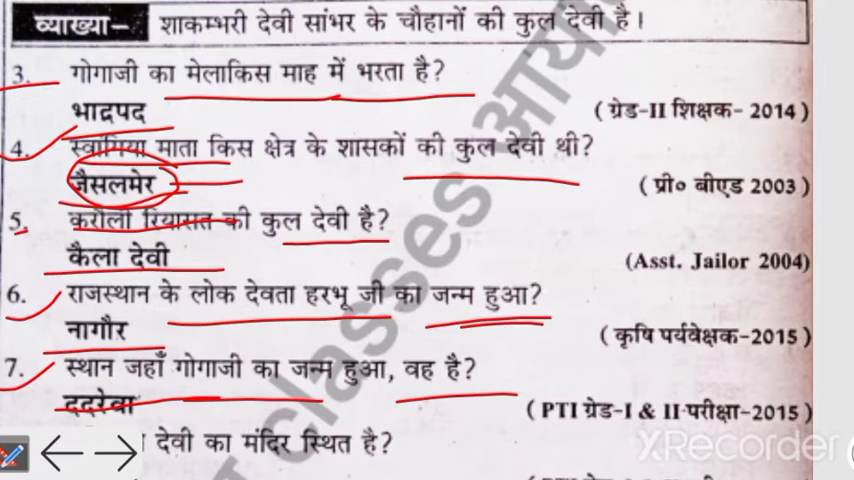 व्याख्या– शाकम्भरी देवी सांभर के चौहानों की कुल देवी है।
3. गोगाजी का मेलाकिस माह में भरता है?
भाद्रपद (ग्रेड-II शिक्षक- 2014)
4. स्वांगिया माता किस क्षेत्र के शासकों की कुल देवी थी?
जैसलमेर (प्री० बीएड 2003)
5. करौली रियासत की कुल देवी है?
कैला देवी (Asst. Jailor 2004)
6. राजस्थान के लोक देवता हरभू जी का जन्म हुआ?
नागौर (कृषि पर्यवेक्षक-2015)
7. स्थान जहाँ गोगाजी का जन्म हुआ, वह है?
ददरेवा (PTI ग्रेड-I & II परीक्षा-2015)
देवी का मंदिर स्थित है?
classes
XRecorder